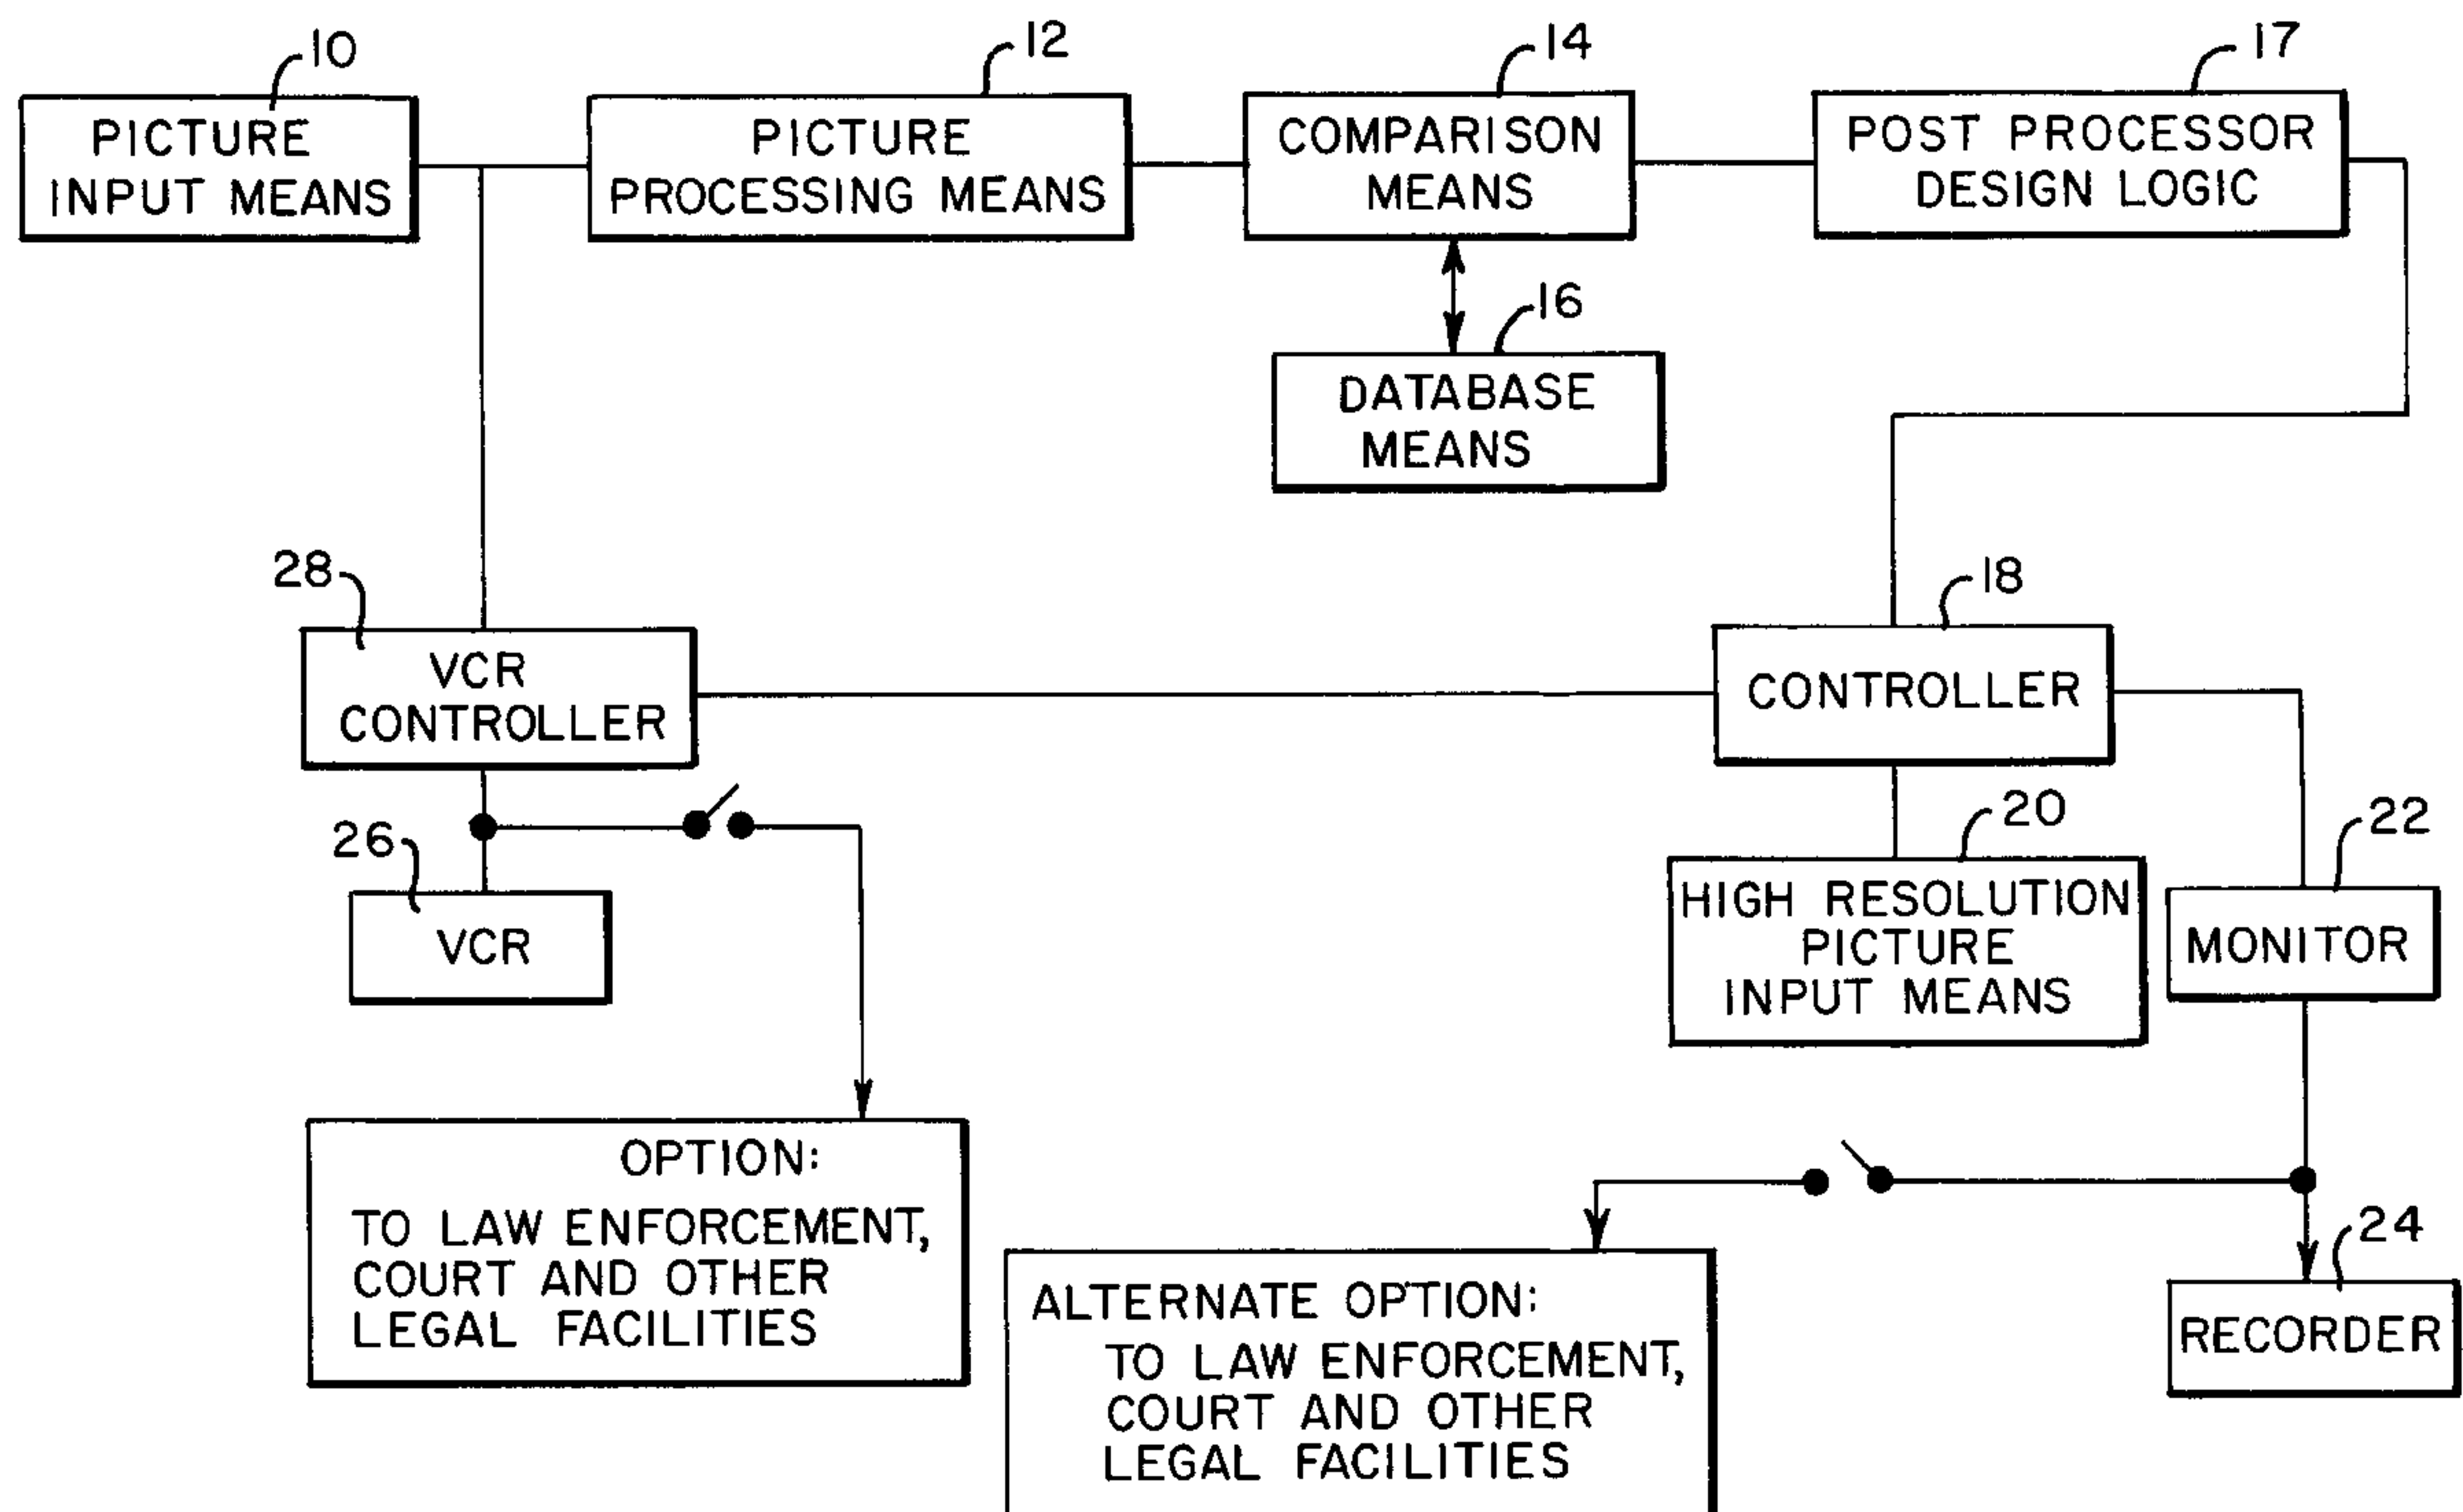 10
PICTURE
INPUT MEANS
12
PICTURE
PROCESSING MEANS
14
COMPARISON
MEANS
17
POST PROCESSOR
DESIGN LOGIC
16
DATABASE
MEANS
28
VCR
CONTROLLER
18
CONTROLLER
26
VCR
20
HIGH RESOLUTION
PICTURE
INPUT MEANS
22
MONITOR
OPTION:
TO LAW ENFORCEMENT,
COURT AND OTHER
LEGAL FACILITIES
ALTERNATE OPTION:
TO LAW ENFORCEMENT,
COURT AND OTHER
LEGAL FACILITIES
24
RECORDER